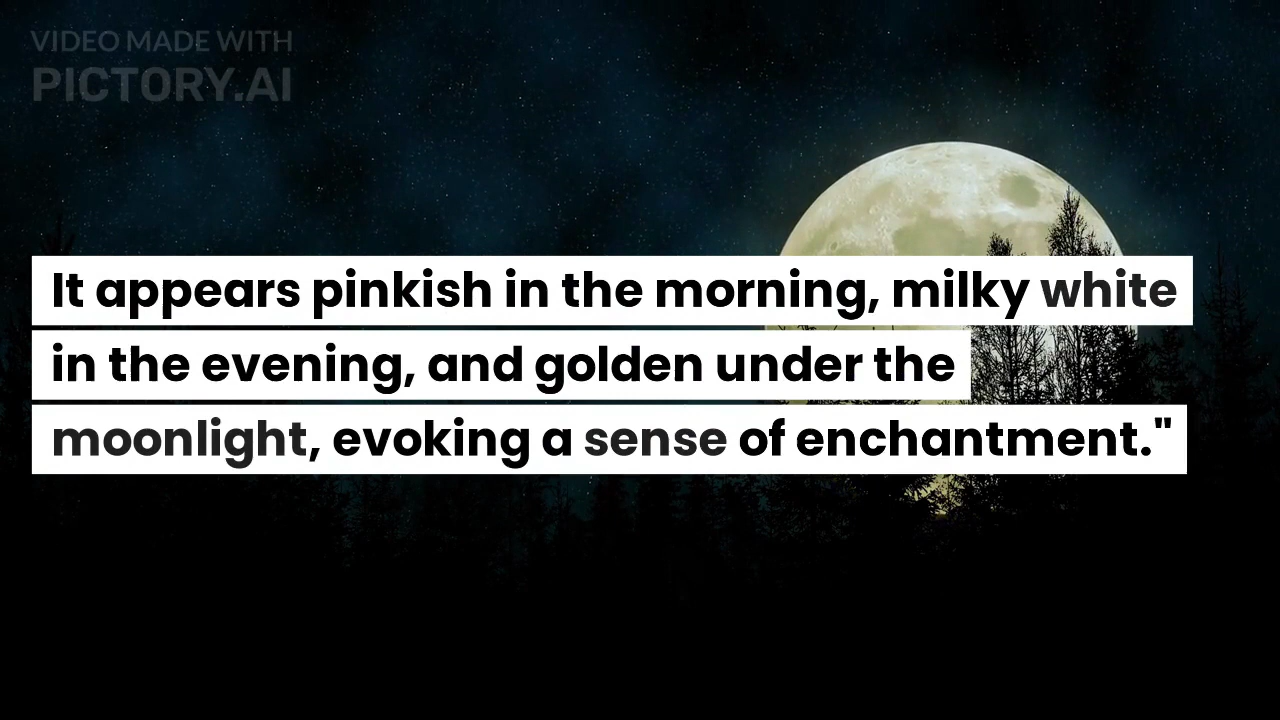 VIDEO MADE WITH
PICTORY.AI
It appears pinkish in the morning, milky white
in the evening, and golden under the
moonlight, evoking a sense of enchantment."